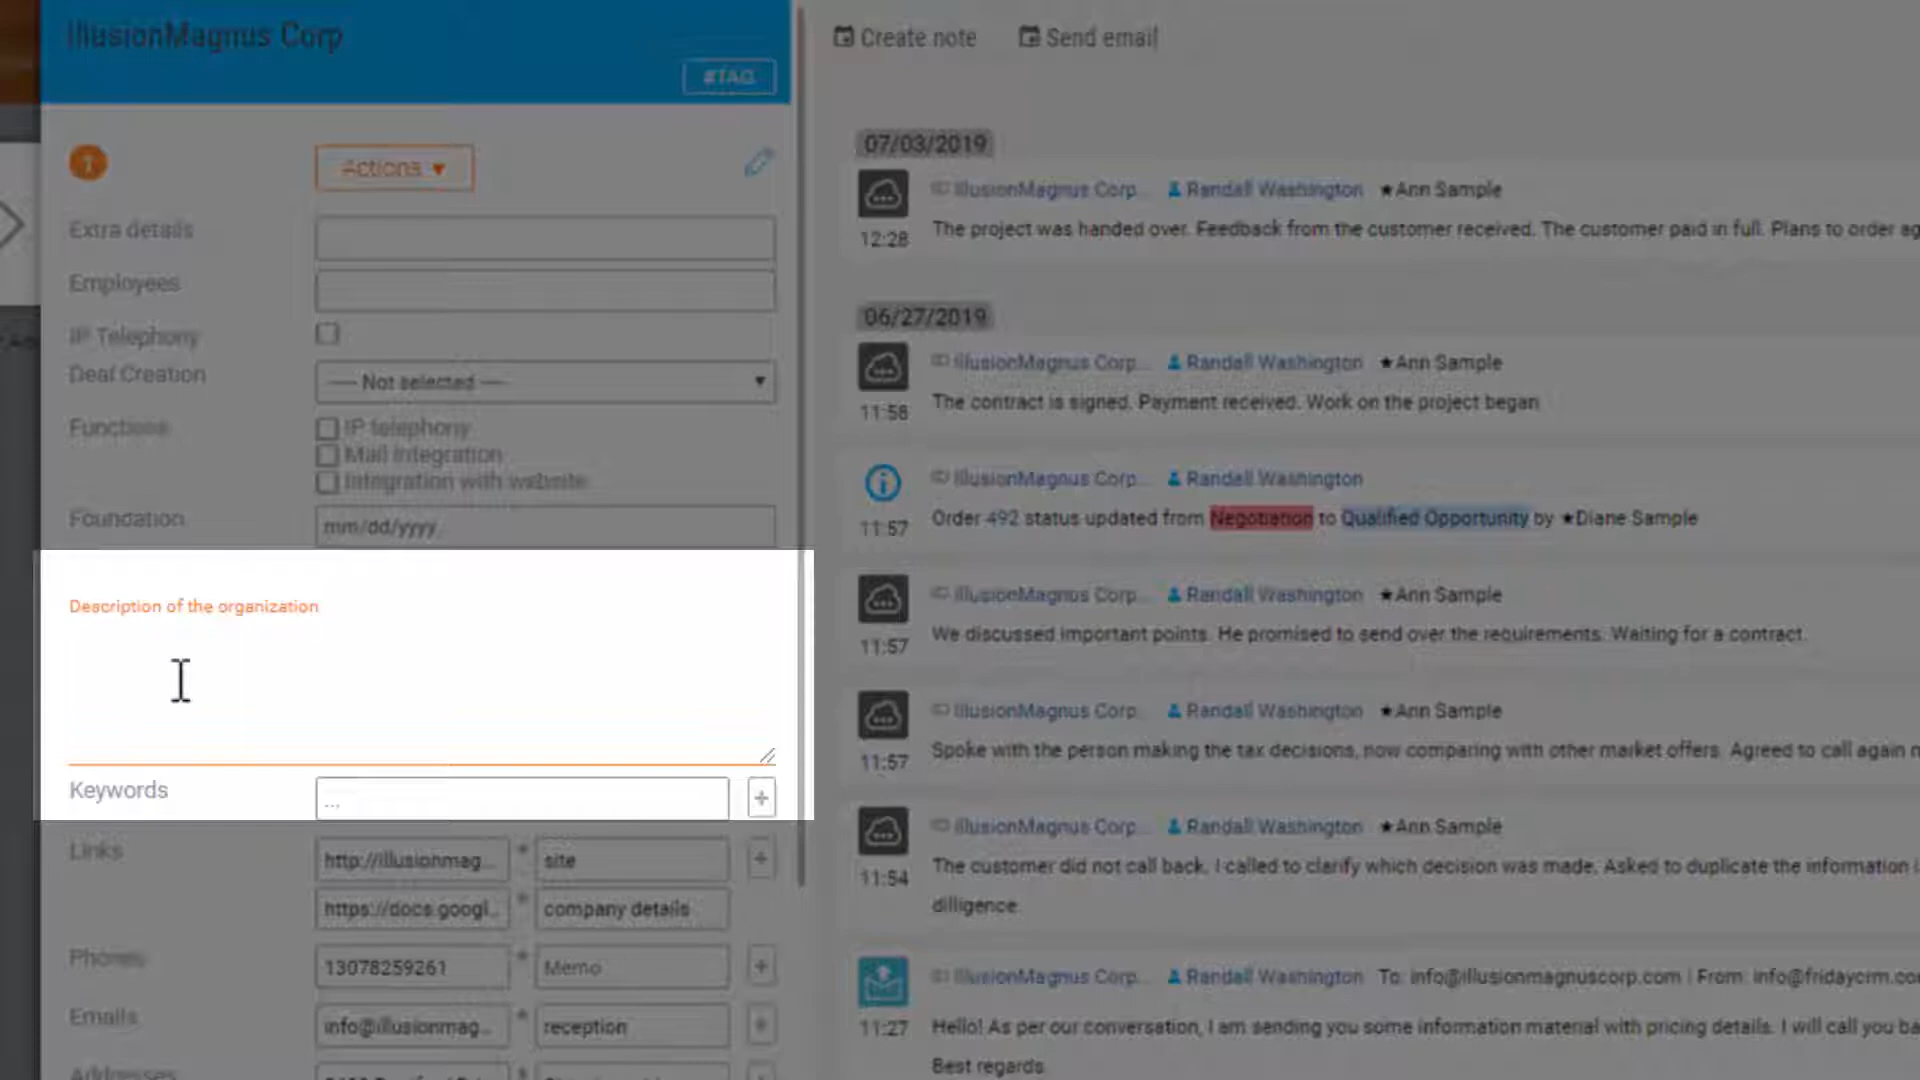 IllusionMagnus Corp
#TAG
Actions ▼
Extra details
Employees
IP Telephony
Deal Creation
--- Not selected ---
Functions
IP telephony
Mail Integration
Integration with website
Foundation
mm/dd/yyyy
Description of the organization
Keywords
...
+
Links
http://illusionmag...
*
site
+
https://docs.googl...
*
company details
Phones
13078259261
*
Memo
+
Emails
info@illusionmag...
*
reception
+
Addresses
Create note
Send email
07/03/2019
IllusionMagnus Corp... Randall Washington ★Ann Sample
12:28
The project was handed over. Feedback from the customer received. The customer paid in full. Plans to order ag
06/27/2019
IllusionMagnus Corp... Randall Washington ★Ann Sample
11:58
The contract is signed. Payment received. Work on the project began
IllusionMagnus Corp... Randall Washington
11:57
Order 492 status updated from Negotiation to Qualified Opportunity by ★Diane Sample
IllusionMagnus Corp... Randall Washington ★Ann Sample
11:57
We discussed important points. He promised to send over the requirements. Waiting for a contract.
IllusionMagnus Corp... Randall Washington ★Ann Sample
11:57
Spoke with the person making the tax decisions, now comparing with other market offers. Agreed to call again
IllusionMagnus Corp... Randall Washington ★Ann Sample
11:54
The customer did not call back, I called to clarify which decision was made. Asked to duplicate the information
dilligence.
IllusionMagnus Corp... Randall Washington To: info@illusionmagnuscorp.com | From: info@fridaycrm.co
11:27
Hello! As per our conversation, I am sending you some information material with pricing details. I will call you ba
Best regards.